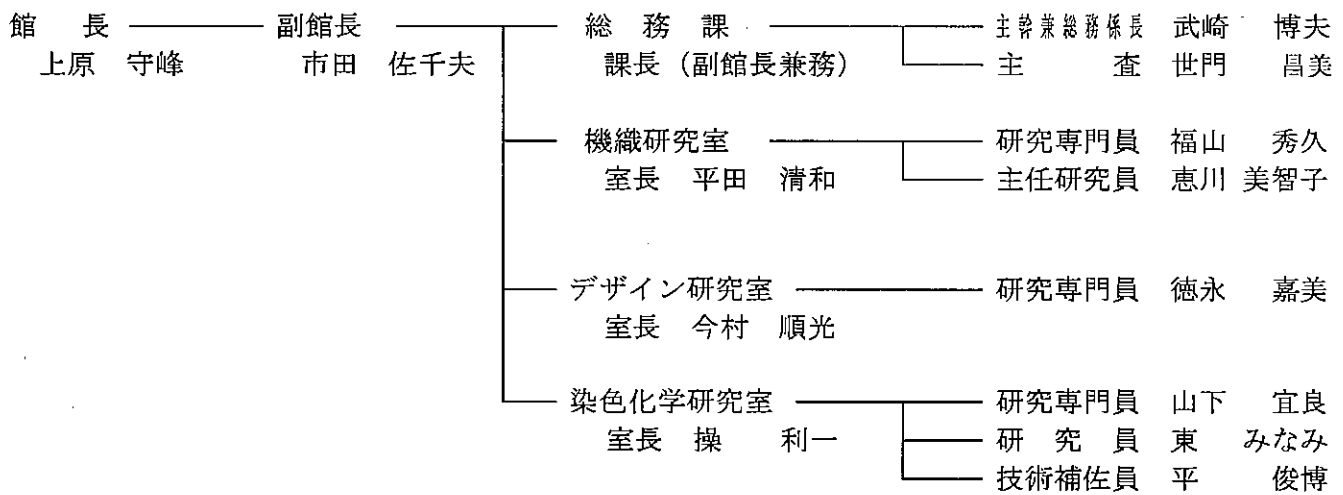 館長 副館長 総務課 主幹兼総務係長 武崎 博夫
上原 守峰 市田 佐千夫 課長（副館長兼務） 主査 世門 昌美
機織研究室 研究専門員 福山 秀久
室長 平田 清和 主任研究員 恵川 美智子
デザイン研究室 研究専門員 徳永 嘉美
室長 今村 順光
染色化学研究室 研究専門員 山下 宜良
室長 操 利一 研究員 東 みなみ
技術補佐員 平 俊博